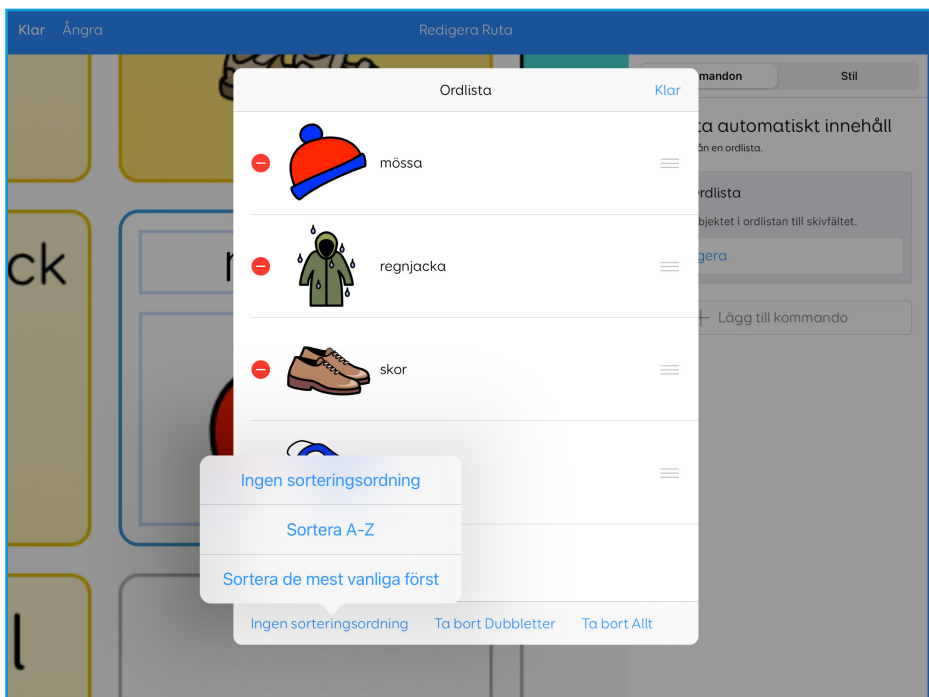 Klar Ångra Redigera Ruta
Ordlista Klar
mandon Stil
ta automatiskt innehåll
ån en ordlista.
mössa
rdlista
bjektet i ordlistan till skivfältet.
gera
regnjacka
Lägg till kommando
ck
skor
Ingen sorteringsordning
Sortera A-Z
Sortera de mest vanliga först
Ingen sorteringsordning Ta bort Dubbletter Ta bort Allt
l